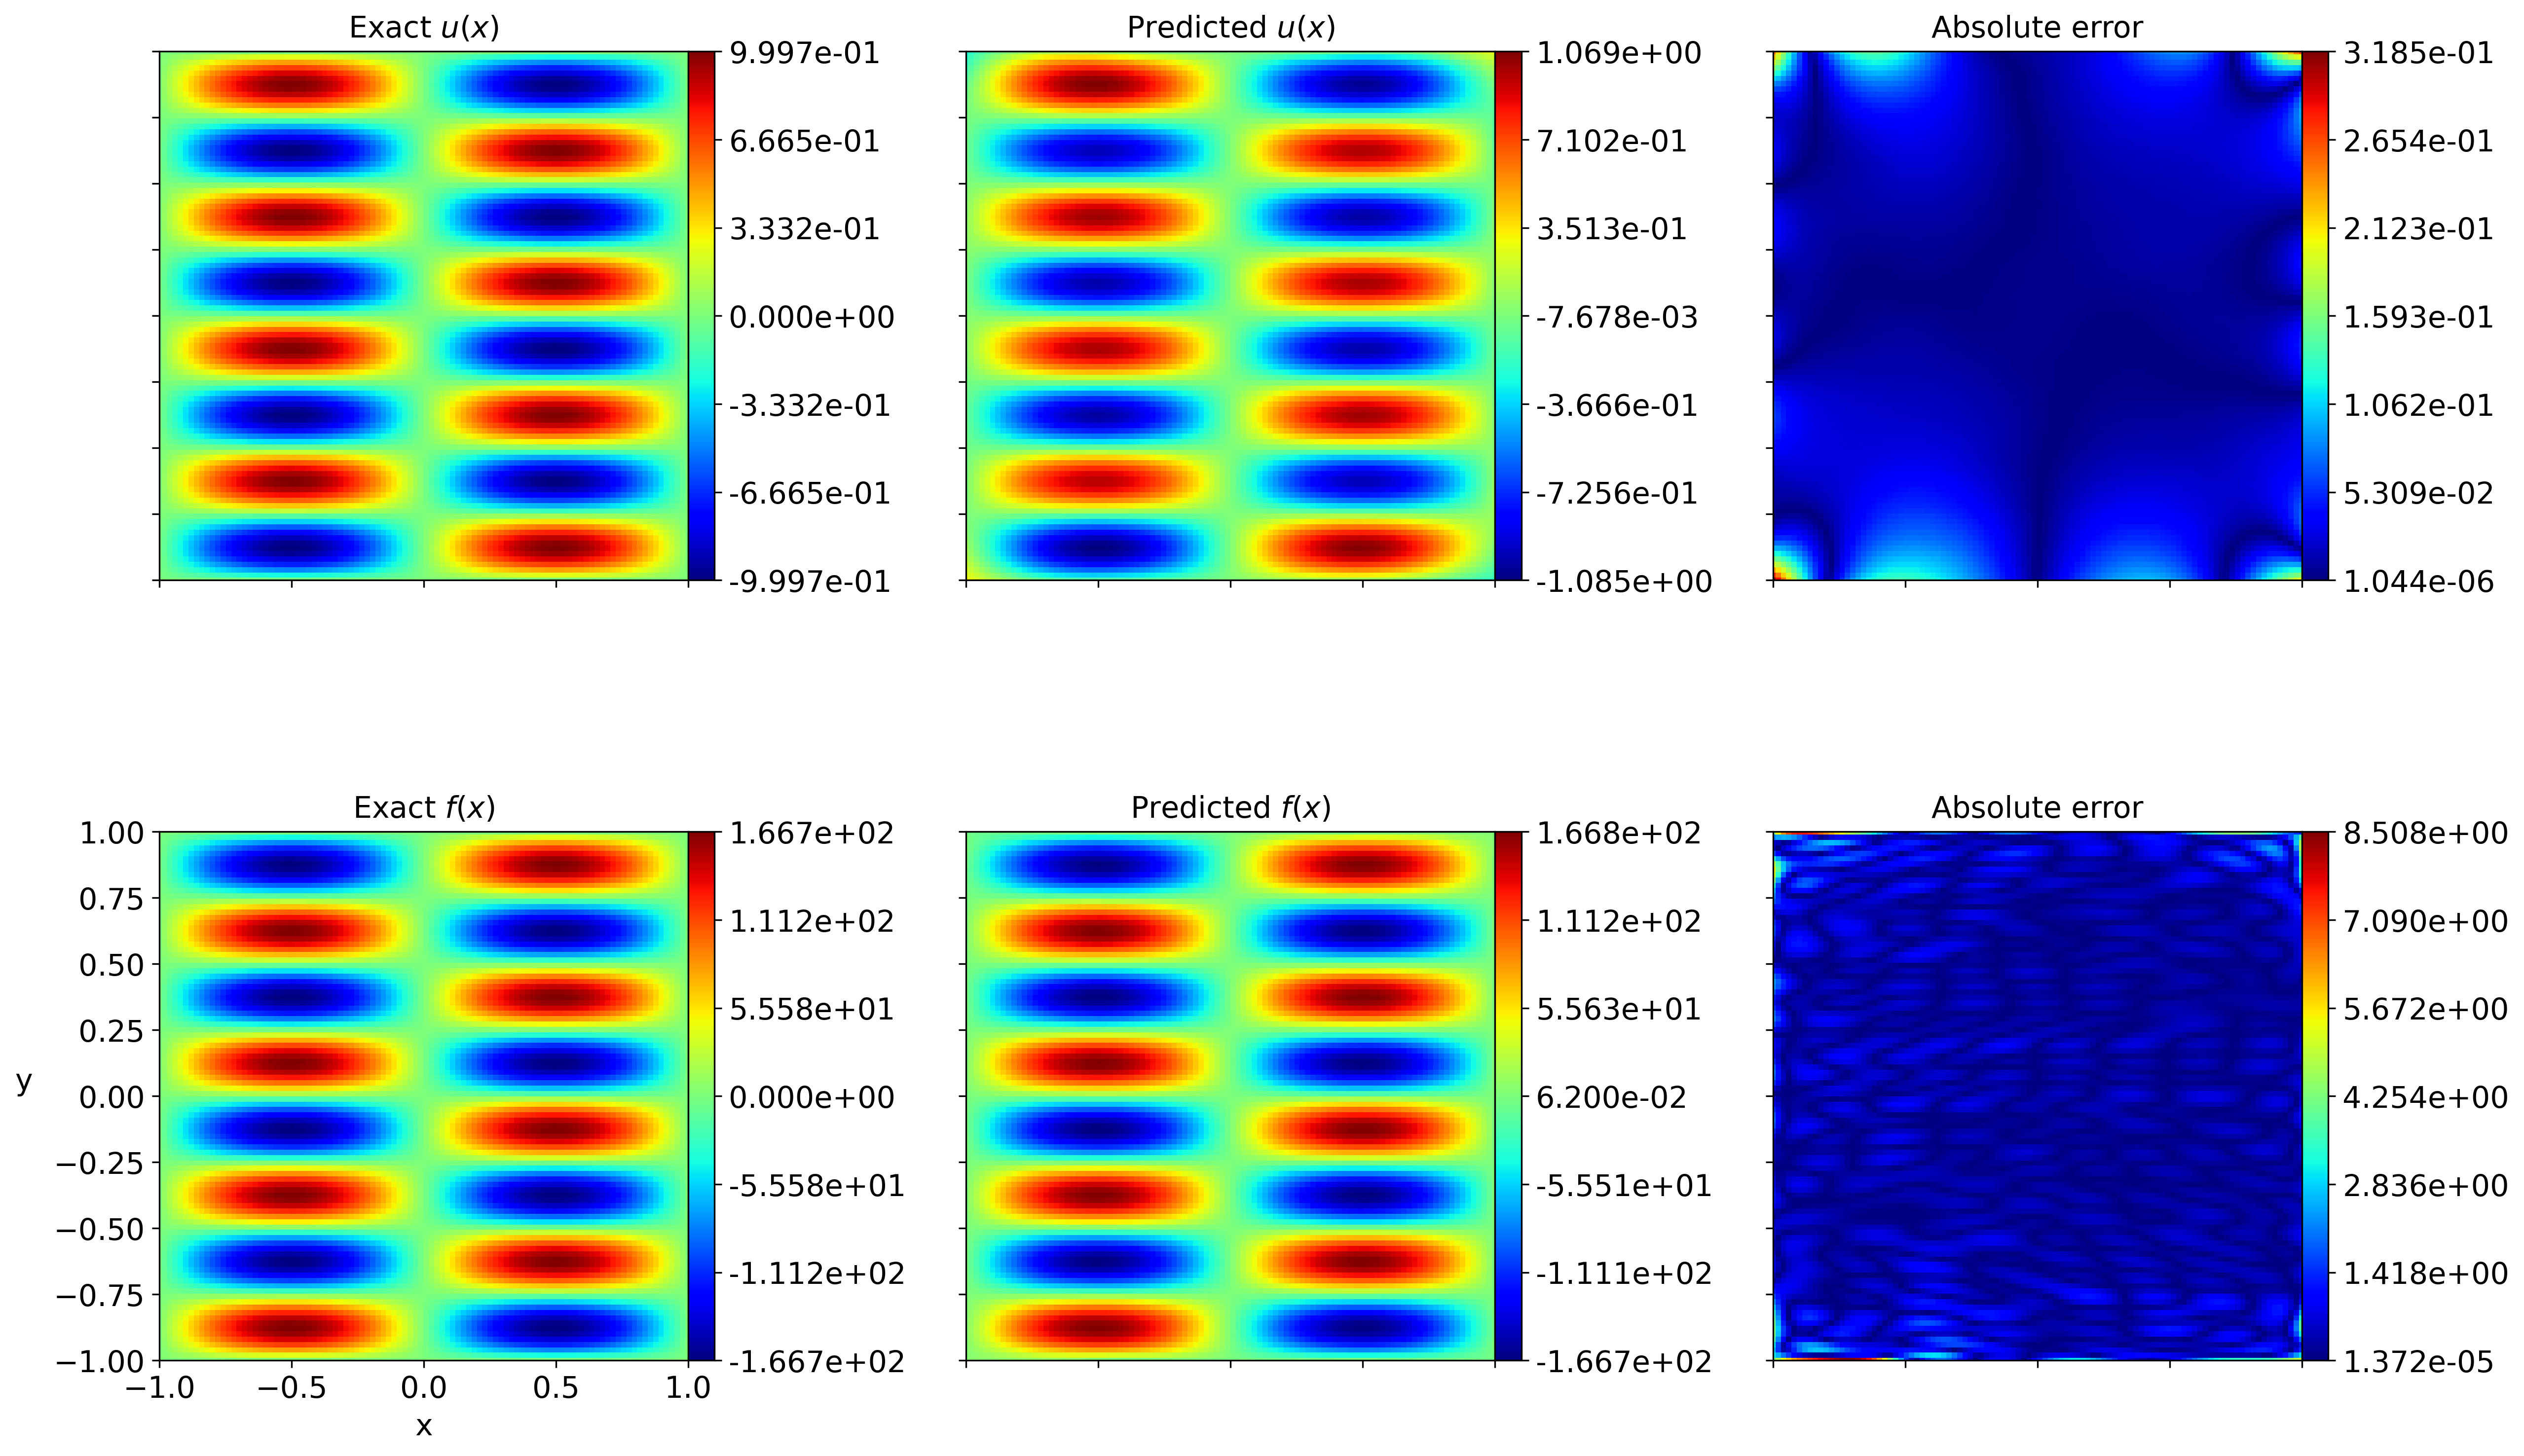 Exact u(x)
9.997e-01
6.665e-01
3.332e-01
0.000e+00
-3.332e-01
-6.665e-01
-9.997e-01
Predicted u(x)
1.069e+00
7.102e-01
3.513e-01
-7.678e-03
-3.666e-01
-7.256e-01
-1.085e+00
Absolute error
3.185e-01
2.654e-01
2.123e-01
1.593e-01
1.062e-01
5.309e-02
1.044e-06
Exact f(x)
y
1.00
0.75
0.50
0.25
0.00
−0.25
−0.50
−0.75
−1.00
−1.0 −0.5 0.0 0.5 1.0
x
1.667e+02
1.112e+02
5.558e+01
0.000e+00
-5.558e+01
-1.112e+02
-1.667e+02
Predicted f(x)
1.668e+02
1.112e+02
5.563e+01
6.200e-02
-5.551e+01
-1.111e+02
-1.667e+02
Absolute error
8.508e+00
7.090e+00
5.672e+00
4.254e+00
2.836e+00
1.418e+00
1.372e-05